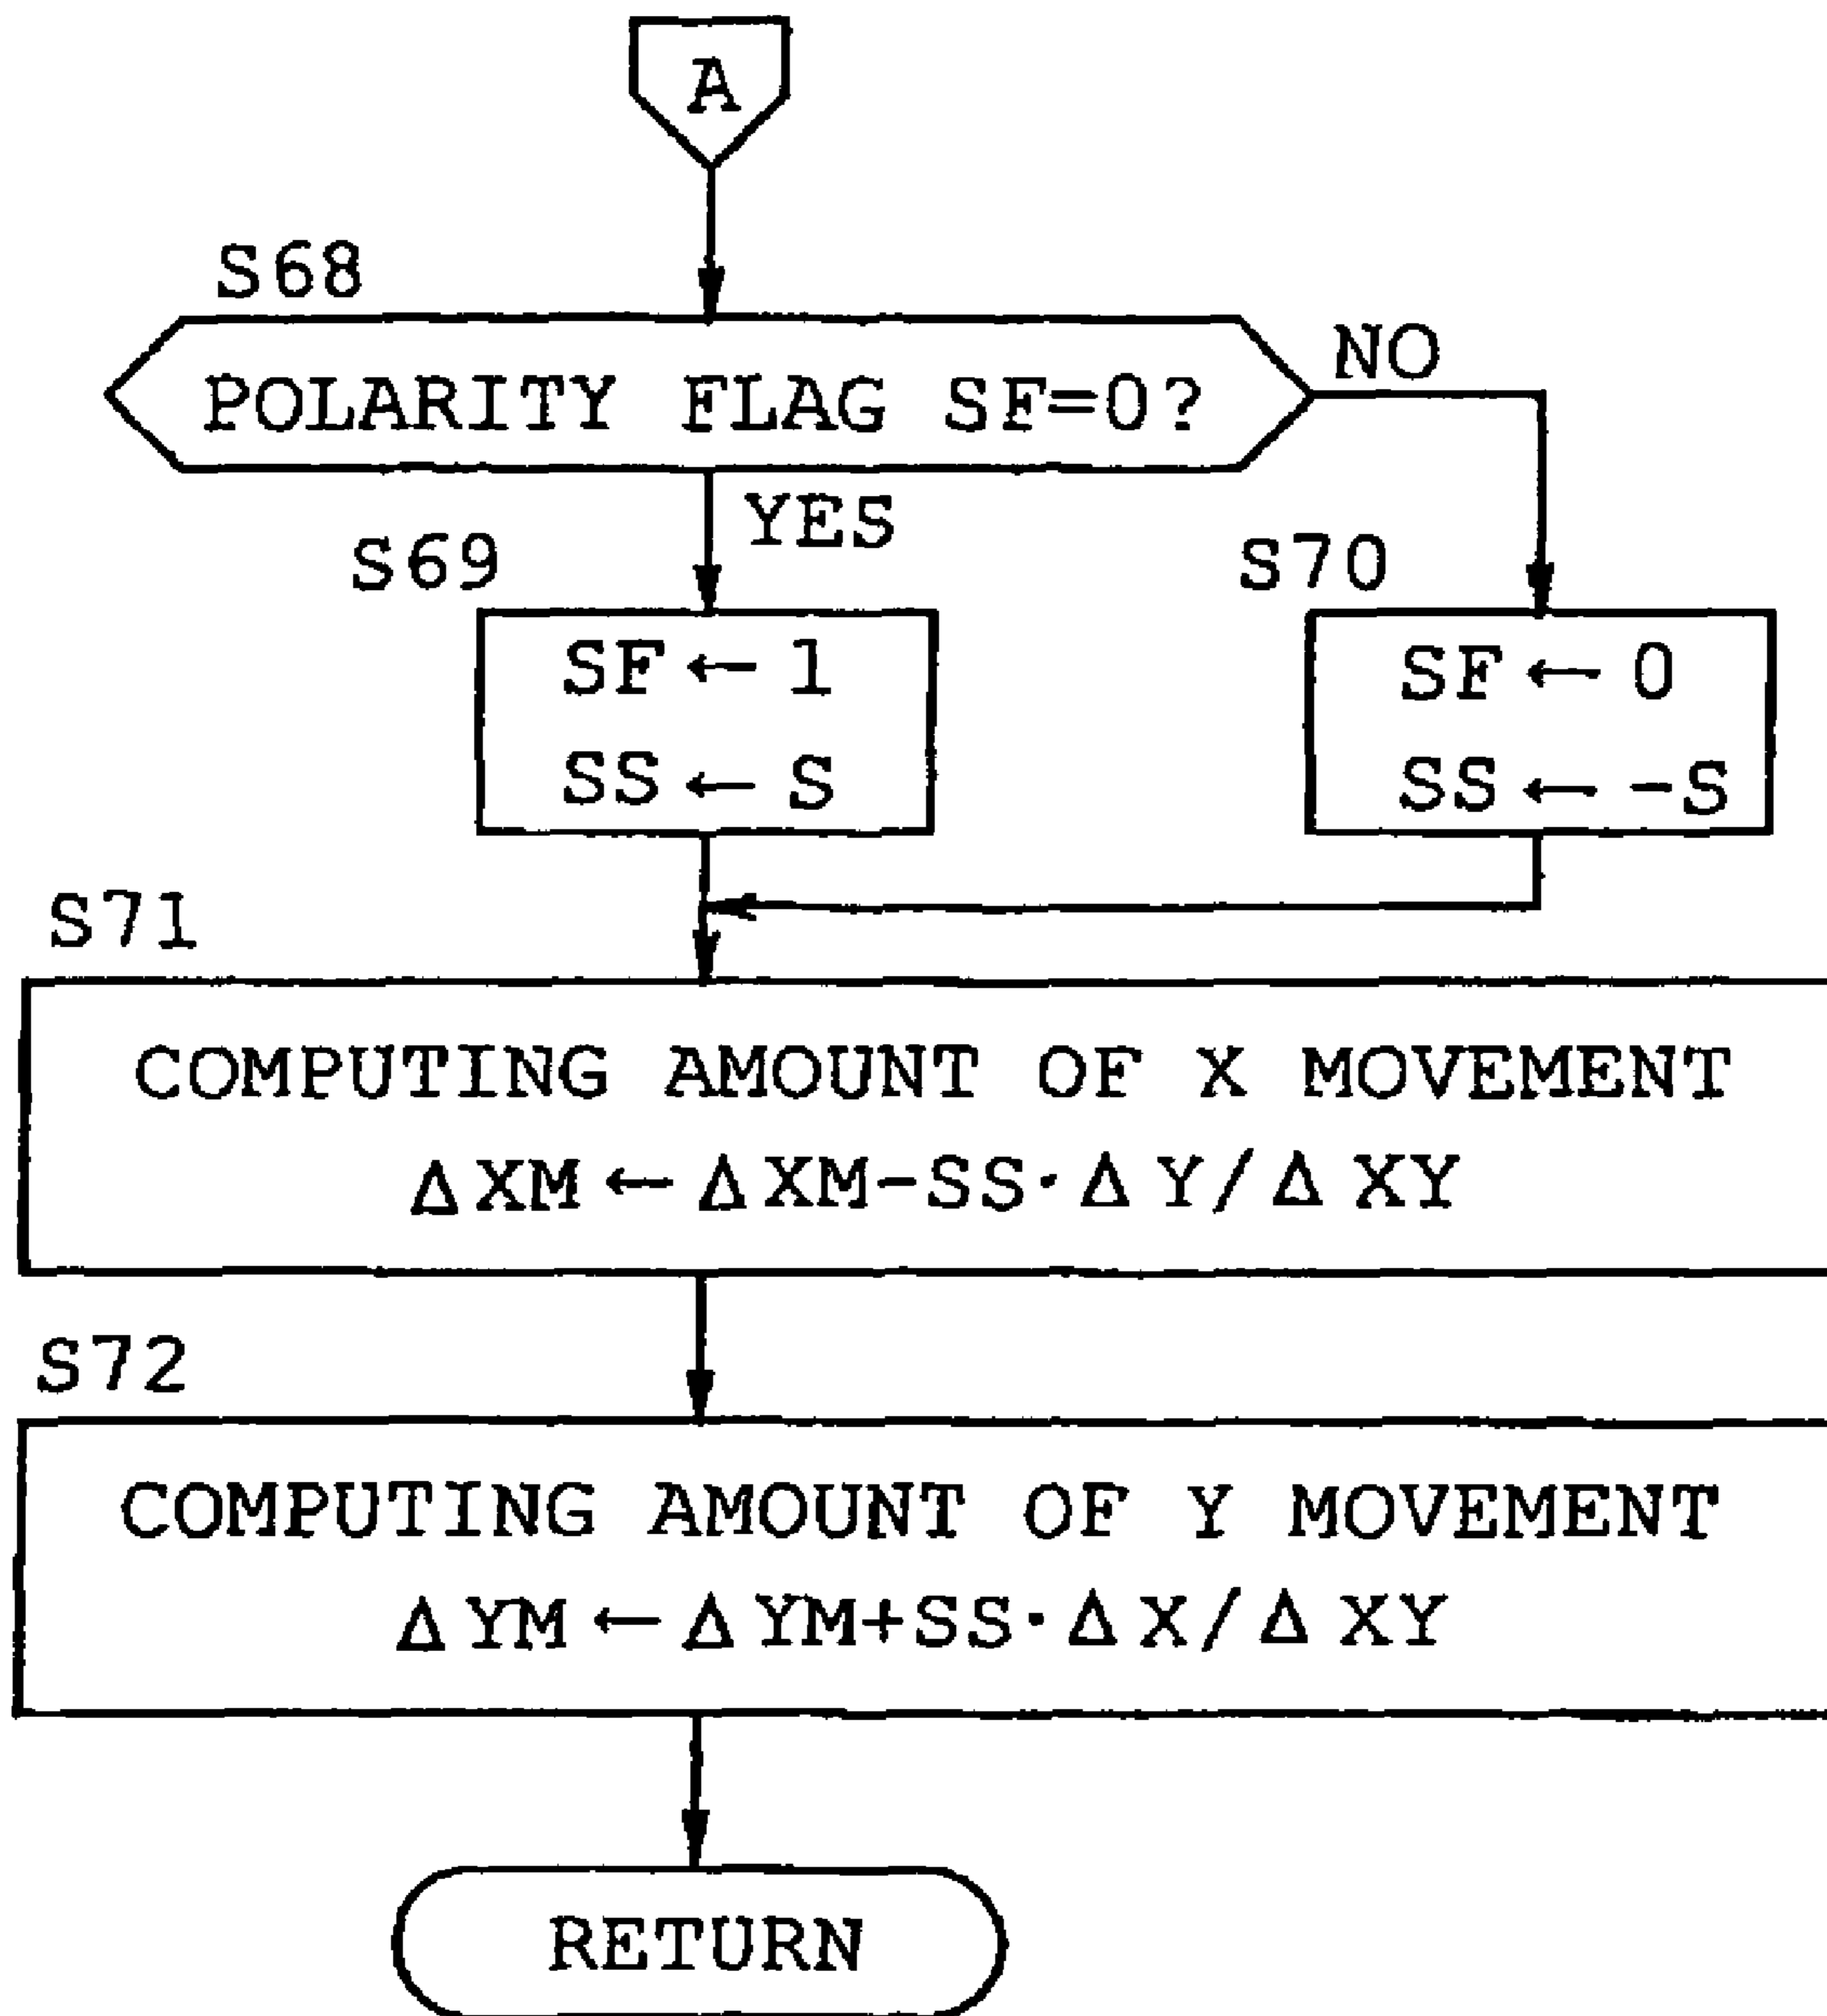 A
S68
POLARITY FLAG SF=0?
NO
YES
S69
SF ← 1
SS ← S
S70
SF ← 0
SS ← -S
S71
COMPUTING AMOUNT OF X MOVEMENT
ΔXM ← ΔXM-SS·ΔY/ΔXY
S72
COMPUTING AMOUNT OF Y MOVEMENT
ΔYM ← ΔYM+SS·ΔX/ΔXY
RETURN